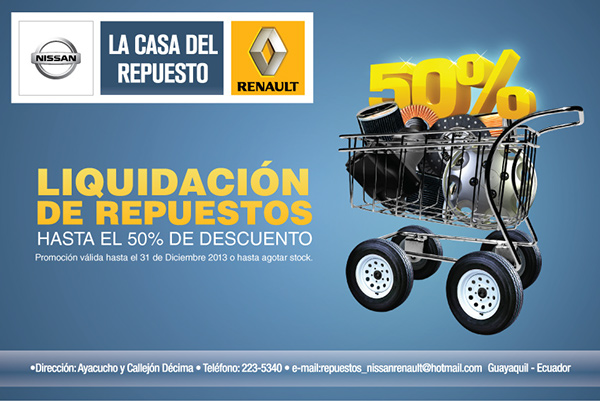 NISSAN
LA CASA DEL
REPUESTO
RENAULT
50%
LIQUIDACIÓN
DE REPUESTOS
HASTA EL 50% DE DESCUENTO
Promoción válida hasta el 31 de Diciembre 2013 o hasta agotar stock.
•Dirección: Ayacucho y Callejón Décima • Teléfono: 223-5340 • e-mail:repuestos_nissanrenault@hotmail.com Guayaquil - Ecuador